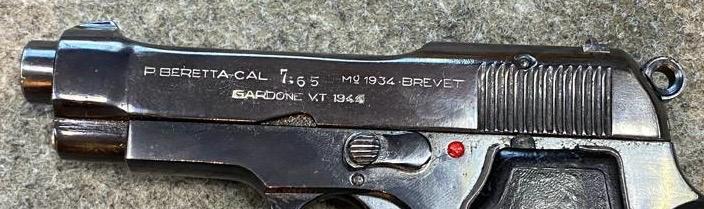 P. BERETTA-CAL 7.65 Mº 1934-BREVET
GARDONE V.T 1944